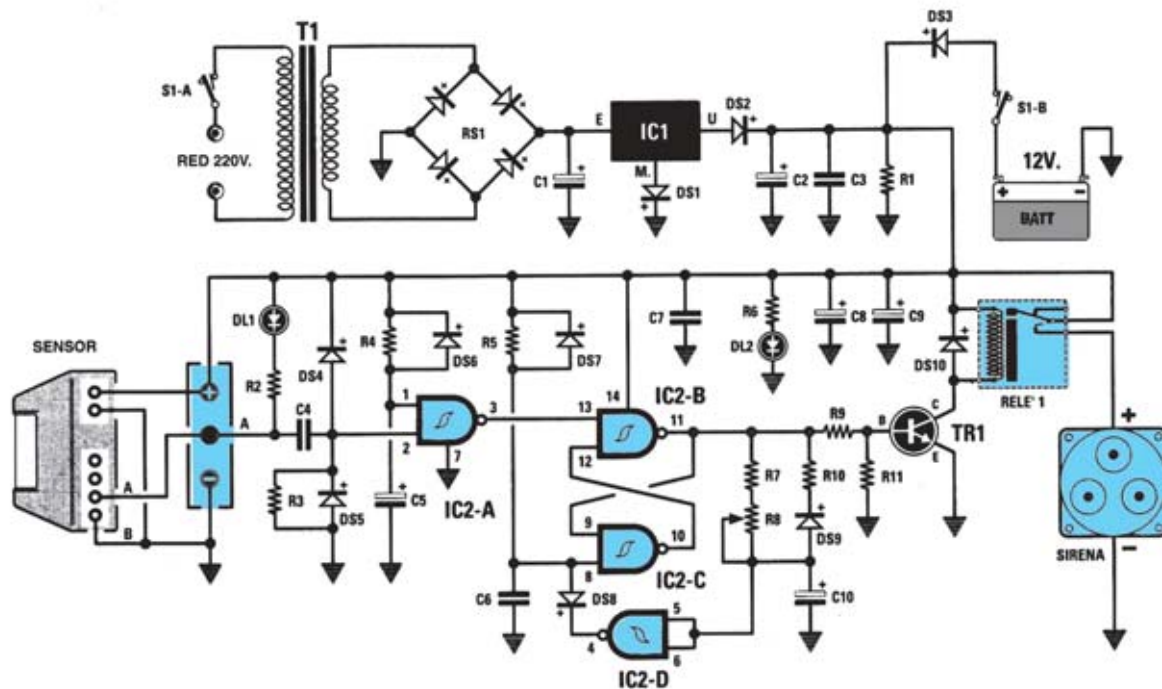 T1
DS3
S1-A
S1-B
RS1
E
IC1
U
DS2
RED 220V.
M.
C1
DS1
C2
C3
R1
12V.
+ -
BATT
SENSOR
DL1
R2
DS4
R4
DS6
R5
DS7
C7
R6
DL2
C8
C9
DS10
RELE' 1
A
C4
1
2
3
7
IC2-A
14
13
12
11
IC2-B
R9
B
C
E
TR1
A
B
R3
DS5
C5
9
8
10
IC2-C
R7
R8
R10
DS9
R11
C10
C6
DS8
4
5
6
IC2-D
+
SIRENA
-